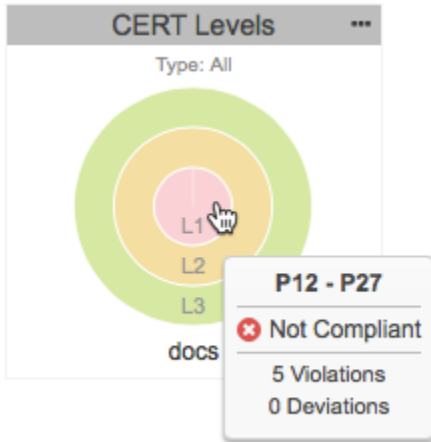 CERT Levels •••
Type: All
L1
L2
L3
docs
P12 - P27
Not Compliant
5 Violations
0 Deviations